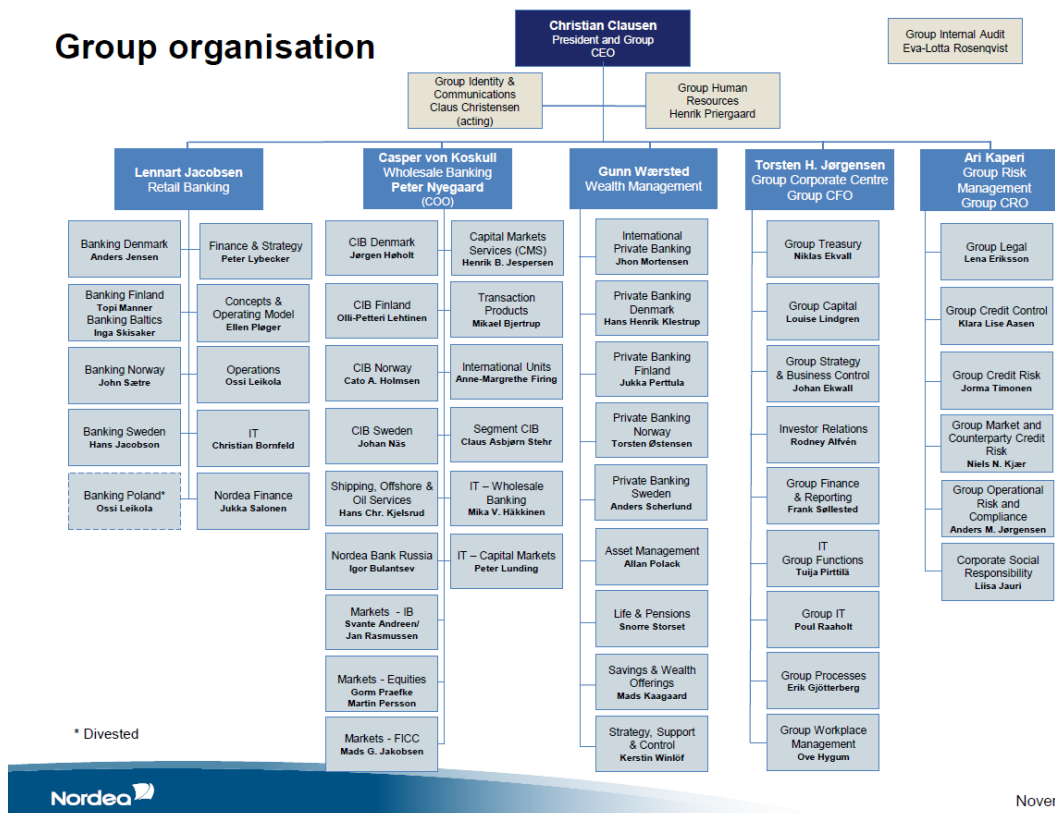 Group organisation
Christian Clausen
President and Group
CEO
Group Internal Audit
Eva-Lotta Rosenqvist
Group Identity &
Communications
Claus Christensen
(acting)
Group Human
Resources
Henrik Priergaard
Lennart Jacobsen
Retail Banking
Casper von Koskull
Wholesale Banking
Peter Nyegaard
(COO)
Gunn Wærsted
Wealth Management
Torsten H. Jørgensen
Group Corporate Centre
Group CFO
Ari Kaperi
Group Risk
Management
Group CRO
Banking Denmark
Anders Jensen
Banking Finland
Topi Manner
Banking Baltics
Inga Skisaker
Banking Norway
John Sætre
Banking Sweden
Hans Jacobson
Banking Poland*
Ossi Leikola
Finance & Strategy
Peter Lybecker
Concepts &
Operating Model
Ellen Pløger
Operations
Ossi Leikola
IT
Christian Bornfeld
Nordea Finance
Jukka Salonen
CIB Denmark
Jørgen Høholt
CIB Finland
Olli-Petteri Lehtinen
CIB Norway
Cato A. Holmsen
CIB Sweden
Johan Näs
Shipping, Offshore &
Oil Services
Hans Chr. Kjelsrud
Nordea Bank Russia
Igor Bulantsev
Markets - IB
Svante Andreen/
Jan Rasmussen
Markets - Equities
Gorm Praefke
Martin Persson
Markets - FICC
Mads G. Jakobsen
Capital Markets
Services (CMS)
Henrik B. Jespersen
Transaction
Products
Mikael Bjertrup
International Units
Anne-Margrethe Firing
Segment CIB
Claus Asbjørn Stehr
IT – Wholesale
Banking
Mika V. Häkkinen
IT – Capital Markets
Peter Lunding
International
Private Banking
Jhon Mortensen
Private Banking
Denmark
Hans Henrik Klestrup
Private Banking
Finland
Jukka Perttula
Private Banking
Norway
Torsten Østensen
Private Banking
Sweden
Anders Scherlund
Asset Management
Allan Polack
Life & Pensions
Snorre Storset
Savings & Wealth
Offerings
Mads Kaagaard
Strategy, Support
& Control
Kerstin Winlöf
Group Treasury
Niklas Ekvall
Group Capital
Louise Lindgren
Group Strategy
& Business Control
Johan Ekwall
Investor Relations
Rodney Alfvén
Group Finance
& Reporting
Frank Søllested
IT
Group Functions
Tuija Pirttilä
Group IT
Poul Raaholt
Group Processes
Erik Gjötterberg
Group Workplace
Management
Ove Hygum
Group Legal
Lena Eriksson
Group Credit Control
Klara Lise Aasen
Group Credit Risk
Jorma Timonen
Group Market and
Counterparty Credit
Risk
Niels N. Kjær
Group Operational
Risk and
Compliance
Anders M. Jørgensen
Corporate Social
Responsibility
Liisa Jauri
* Divested
Nordea
Nover